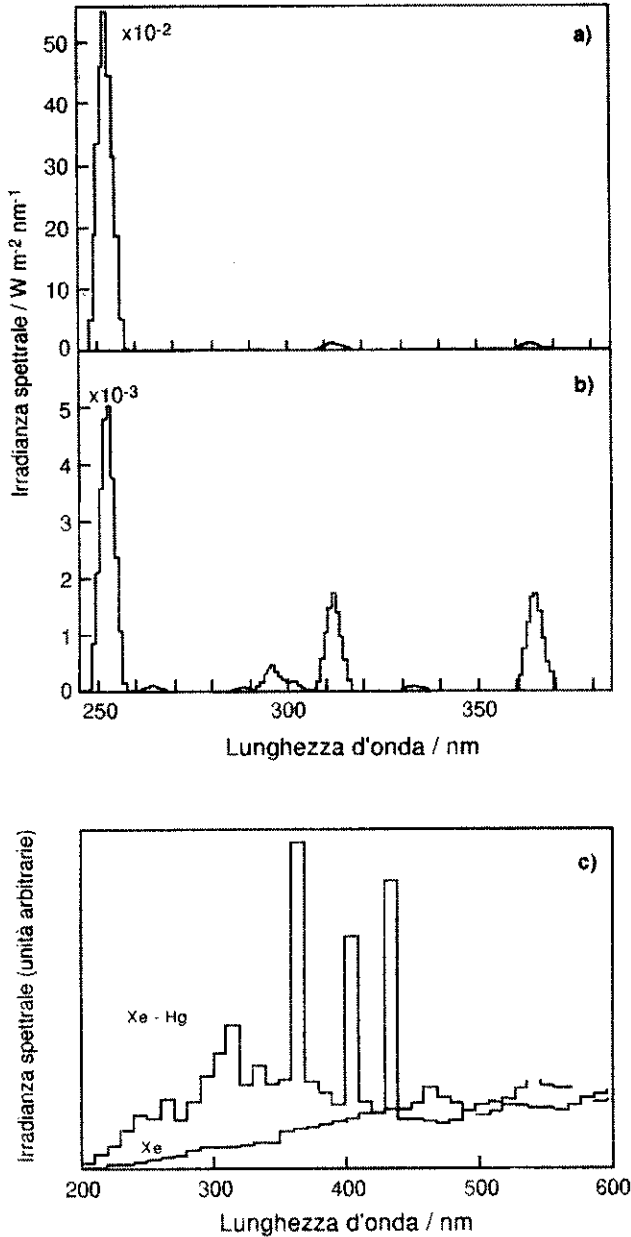 x10-2
a)
50
40
30
20
10
0
Irradianza spettrale / W m-2 nm-1
x10-3
b)
5
4
3
2
1
0
250
300
350
Lunghezza d'onda / nm
Irradianza spettrale (unità arbitrarie)
c)
Xe - Hg
Xe
200
300
400
500
600
Lunghezza d'onda / nm